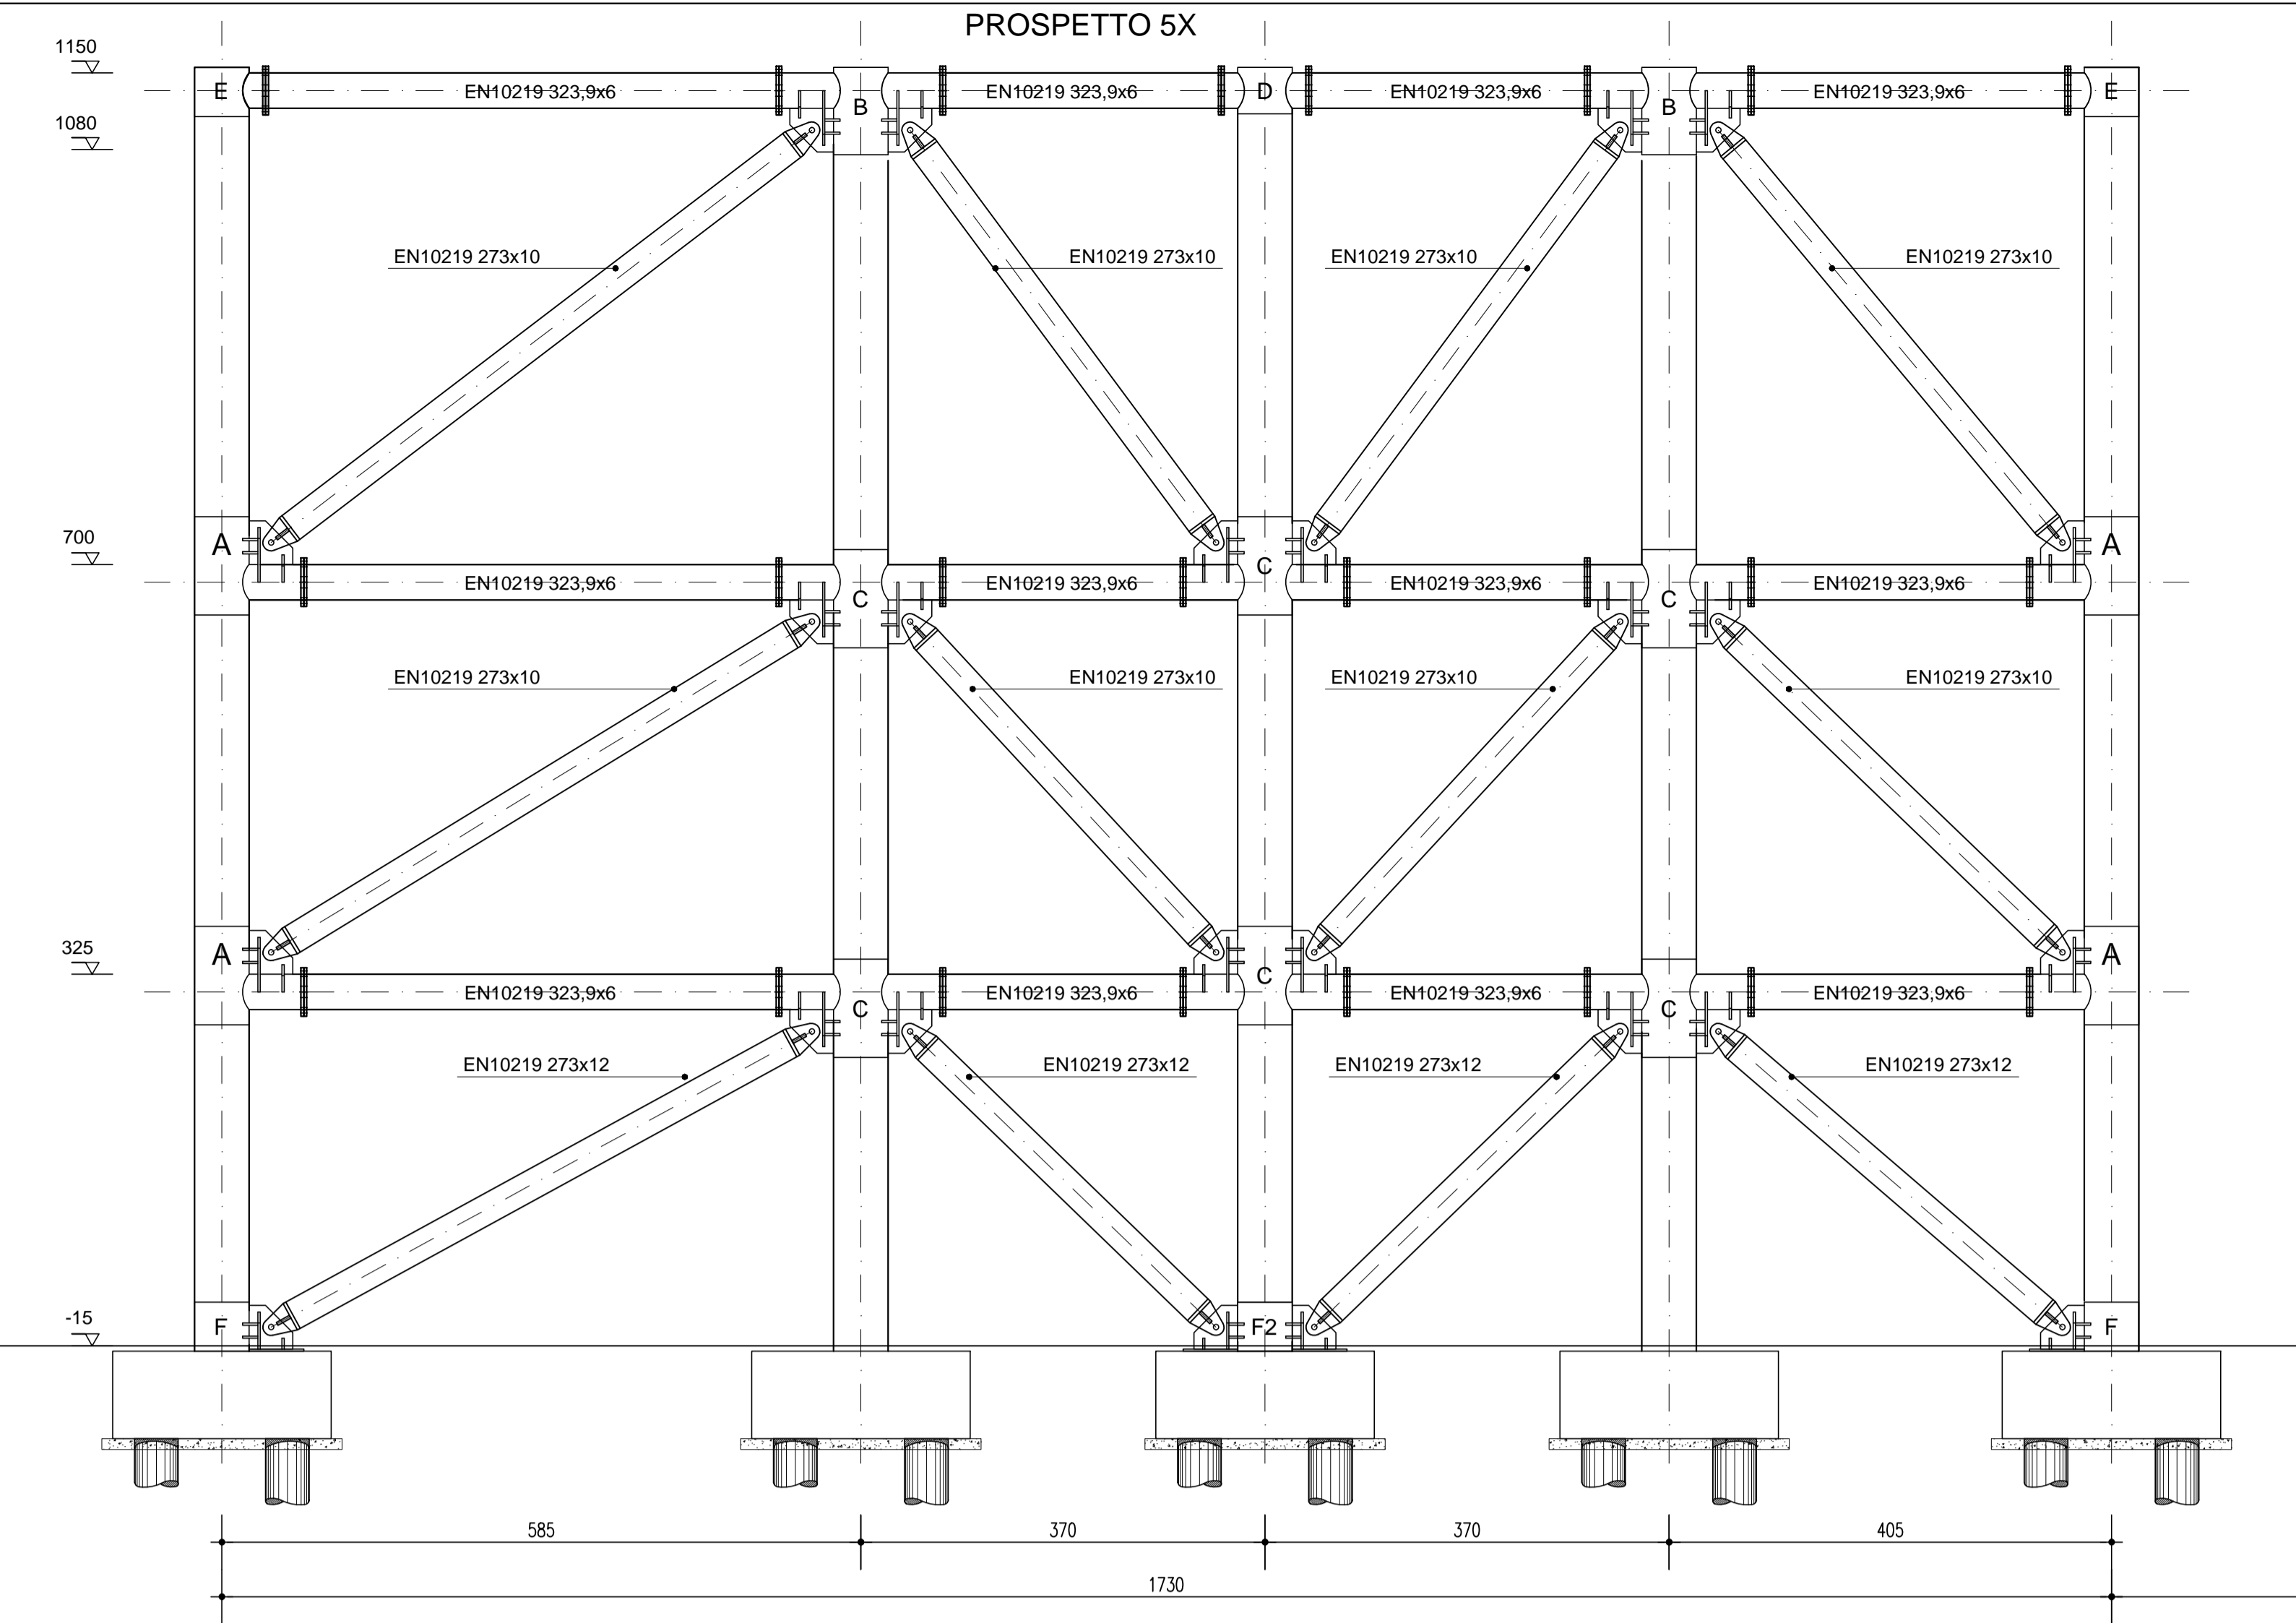 PROSPETTO 5X
1150
E EN10219 323,9x6 B EN10219 323,9x6 D EN10219 323,9x6 B EN10219 323,9x6 E
1080
EN10219 273x10 EN10219 273x10 EN10219 273x10 EN10219 273x10
700
A C A
EN10219 323,9x6 C EN10219 323,9x6 EN10219 323,9x6 C EN10219 323,9x6
EN10219 273x10 EN10219 273x10 EN10219 273x10 EN10219 273x10
325
A C A
EN10219 323,9x6 C EN10219 323,9x6 EN10219 323,9x6 C EN10219 323,9x6
EN10219 273x12 EN10219 273x12 EN10219 273x12 EN10219 273x12
-15
F F2 F
585 370 370 405
1730